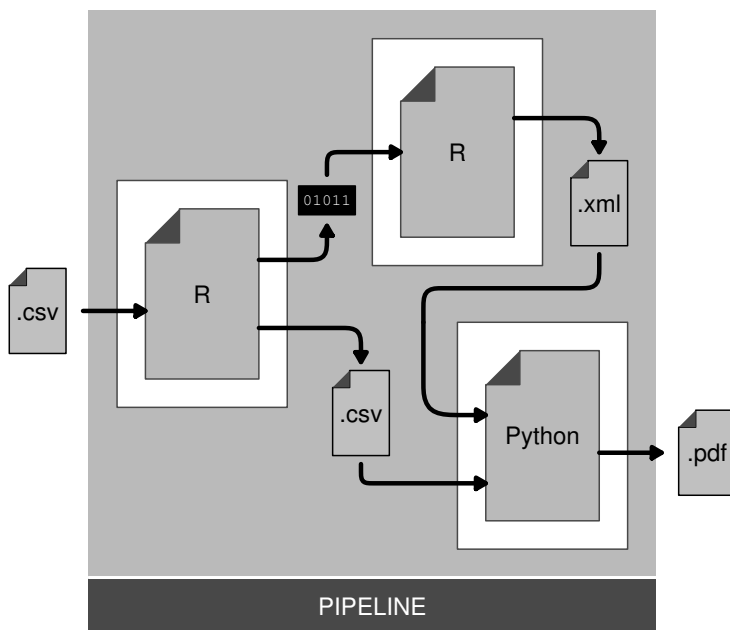 R
01011
.xml
.csv
R
.csv
Python
.pdf
PIPELINE